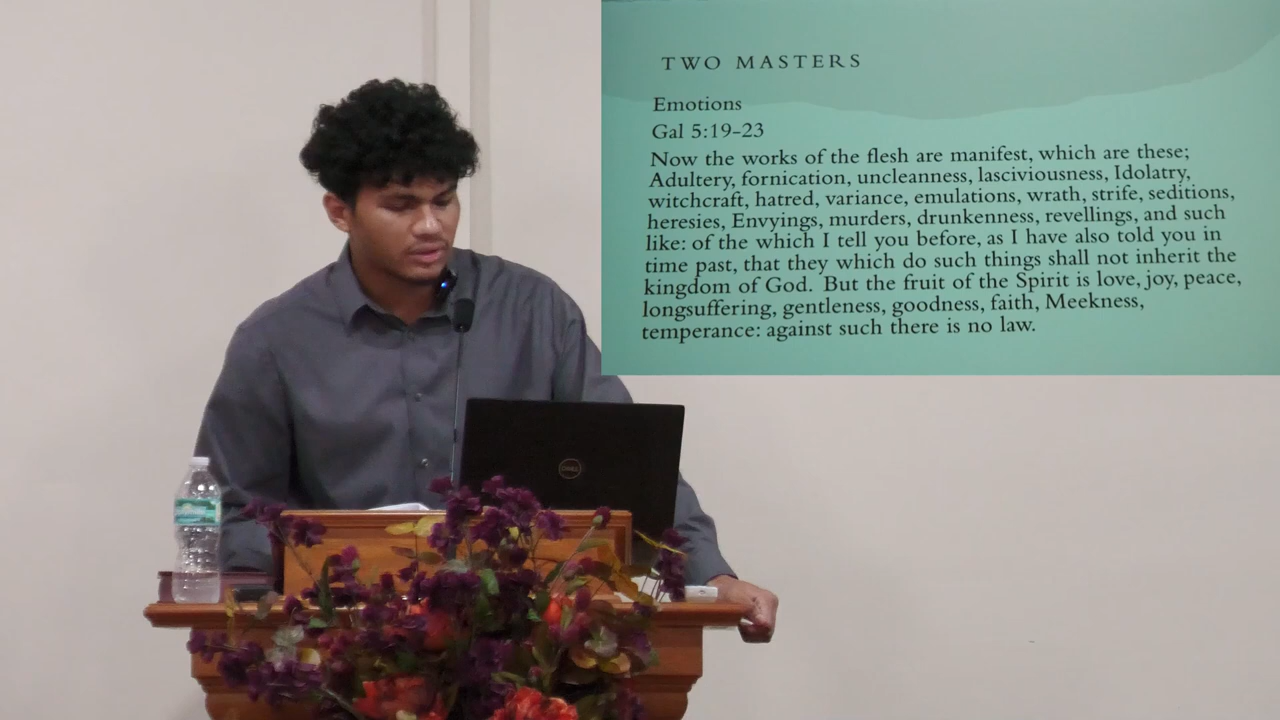 TWO MASTERS
Emotions
Gal 5:19-23
Now the works of the flesh are manifest, which are these;
Adultery, fornication, uncleanness, lasciviousness, Idolatry,
witchcraft, hatred, variance, emulations, wrath, strife, seditions,
heresies, Envyings, murders, drunkenness, revellings, and such
like: of the which I tell you before, as I have also told you in
time past, that they which do such things shall not inherit the
kingdom of God. But the fruit of the Spirit is love, joy, peace,
longsuffering, gentleness, goodness, faith, Meekness,
temperance: against such there is no law.
DELL